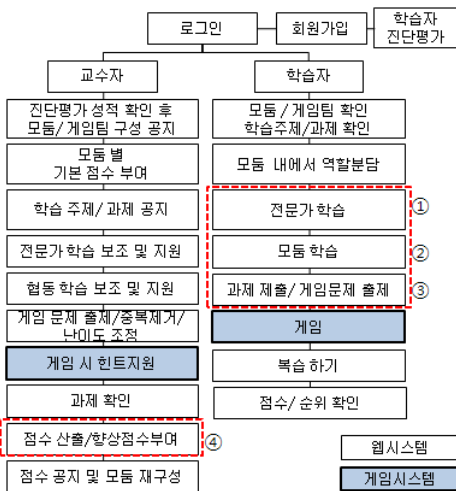 로그인
회원가입
학습자
진단평가
교수자
학습자
진단평가 성적 확인 후
모둠/ 게임팀 구성 공지
모둠 별
기본 점수 부여
학습 주제/ 과제 공지
전문가 학습 보조 및 지원
협동 학습 보조 및 지원
게임 문제 출제/중복제거/
난이도 조정
게임 시 힌트지원
과제 확인
점수 산출/향상점수부여
④
점수 공지 및 모둠 재구성
모둠 / 게임팀 확인
학습주제/과제 확인
모둠 내에서 역할분담
전문가 학습
①
모둠 학습
②
과제 제출/ 게임문제 출제
③
게임
복습 하기
점수/ 순위 확인
웹시스템
게임시스템